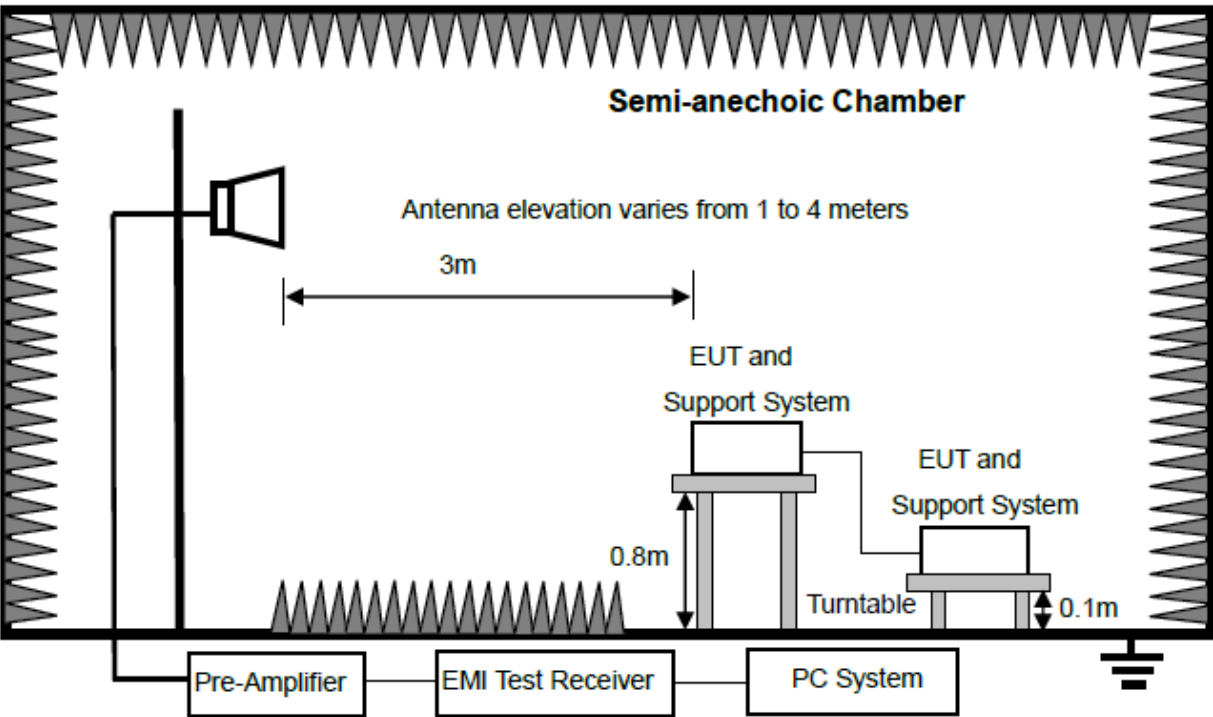 Semi-anechoic Chamber
Antenna elevation varies from 1 to 4 meters
3m
EUT and
Support System
EUT and
Support System
0.8m
Turntable
0.1m
Pre-Amplifier
EMI Test Receiver
PC System